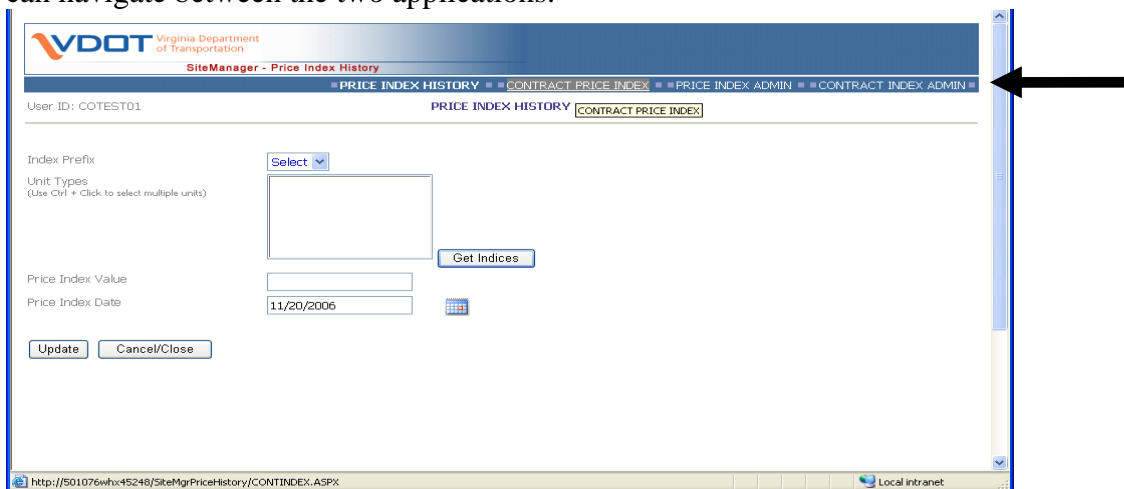 can navigate between the two applications.
VDOT Virginia Department
of Transportation
SiteManager - Price Index History
PRICE INDEX HISTORY CONTRACT PRICE INDEX PRICE INDEX ADMIN CONTRACT INDEX ADMIN
User ID: COTEST01 PRICE INDEX HISTORY CONTRACT PRICE INDEX
Index Prefix Select
Unit Types
(Use Ctrl + Click to select multiple units)
Get Indices
Price Index Value
Price Index Date 11/20/2006
Update Cancel/Close
http://501076whx45248/SiteMgrPriceHistory/CONTINDEX.ASPX Local intranet